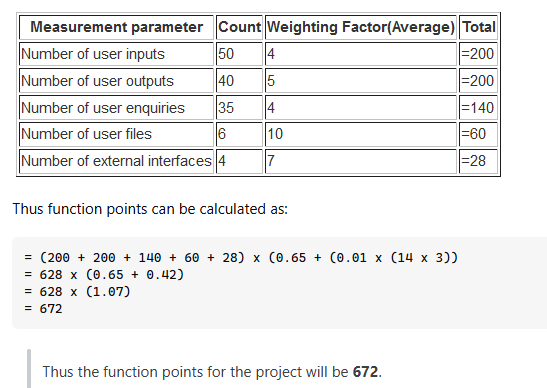 Measurement parameter Count Weighting Factor(Average) Total
Number of user inputs 50 4 =200
Number of user outputs 40 5 =200
Number of user enquiries 35 4 =140
Number of user files 6 10 =60
Number of external interfaces 4 7 =28
Thus function points can be calculated as:
= (200 + 200 + 140 + 60 + 28) x (0.65 + (0.01 x (14 x 3))
= 628 x (0.65 + 0.42)
= 628 x (1.07)
= 672
Thus the function points for the project will be 672.